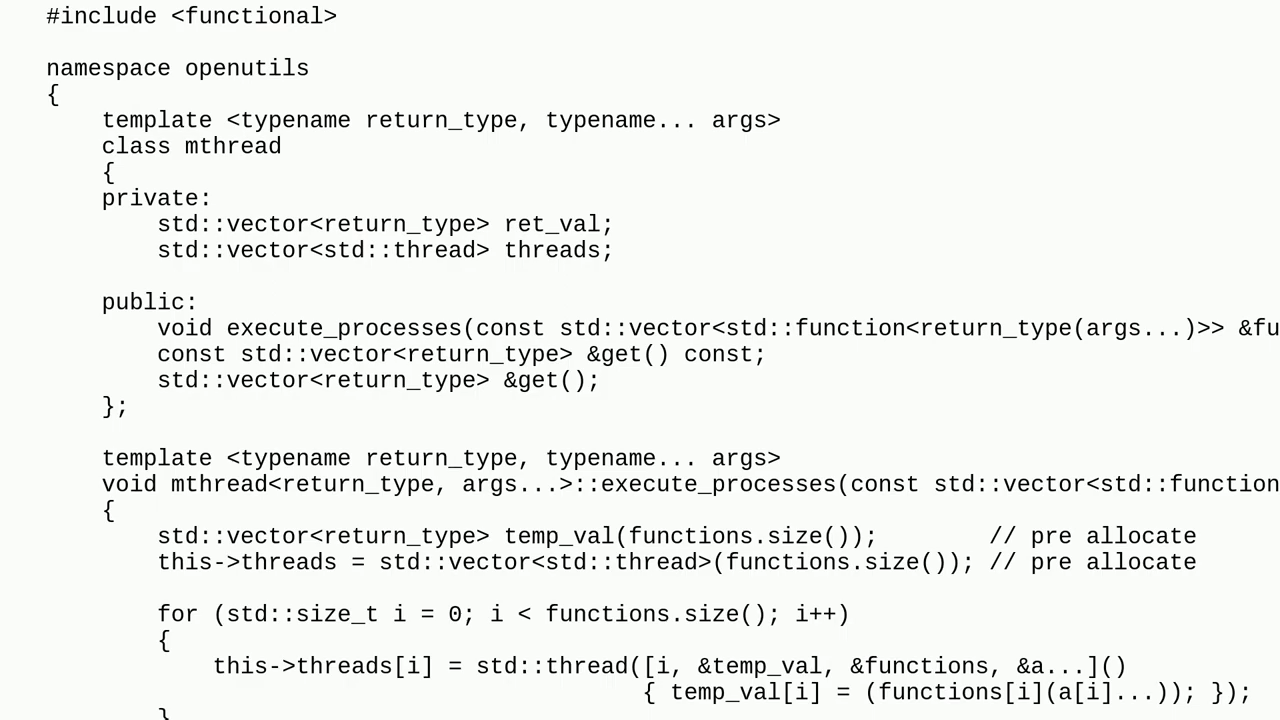 #include <functional>
namespace openutils
{
template <typename return_type, typename... args>
class mthread
{
private:
std::vector<return_type> ret_val;
std::vector<std::thread> threads;
public:
void execute_processes(const std::vector<std::function<return_type(args...)>> &fu
const std::vector<return_type> &get() const;
std::vector<return_type> &get();
};
template <typename return_type, typename... args>
void mthread<return_type, args...>::execute_processes(const std::vector<std::function
{
std::vector<return_type> temp_val(functions.size()); // pre allocate
this->threads = std::vector<std::thread>(functions.size()); // pre allocate
for (std::size_t i = 0; i < functions.size(); i++)
{
this->threads[i] = std::thread([i, &temp_val, &functions, &a...]()
{ temp_val[i] = (functions[i](a[i]...)); });
}